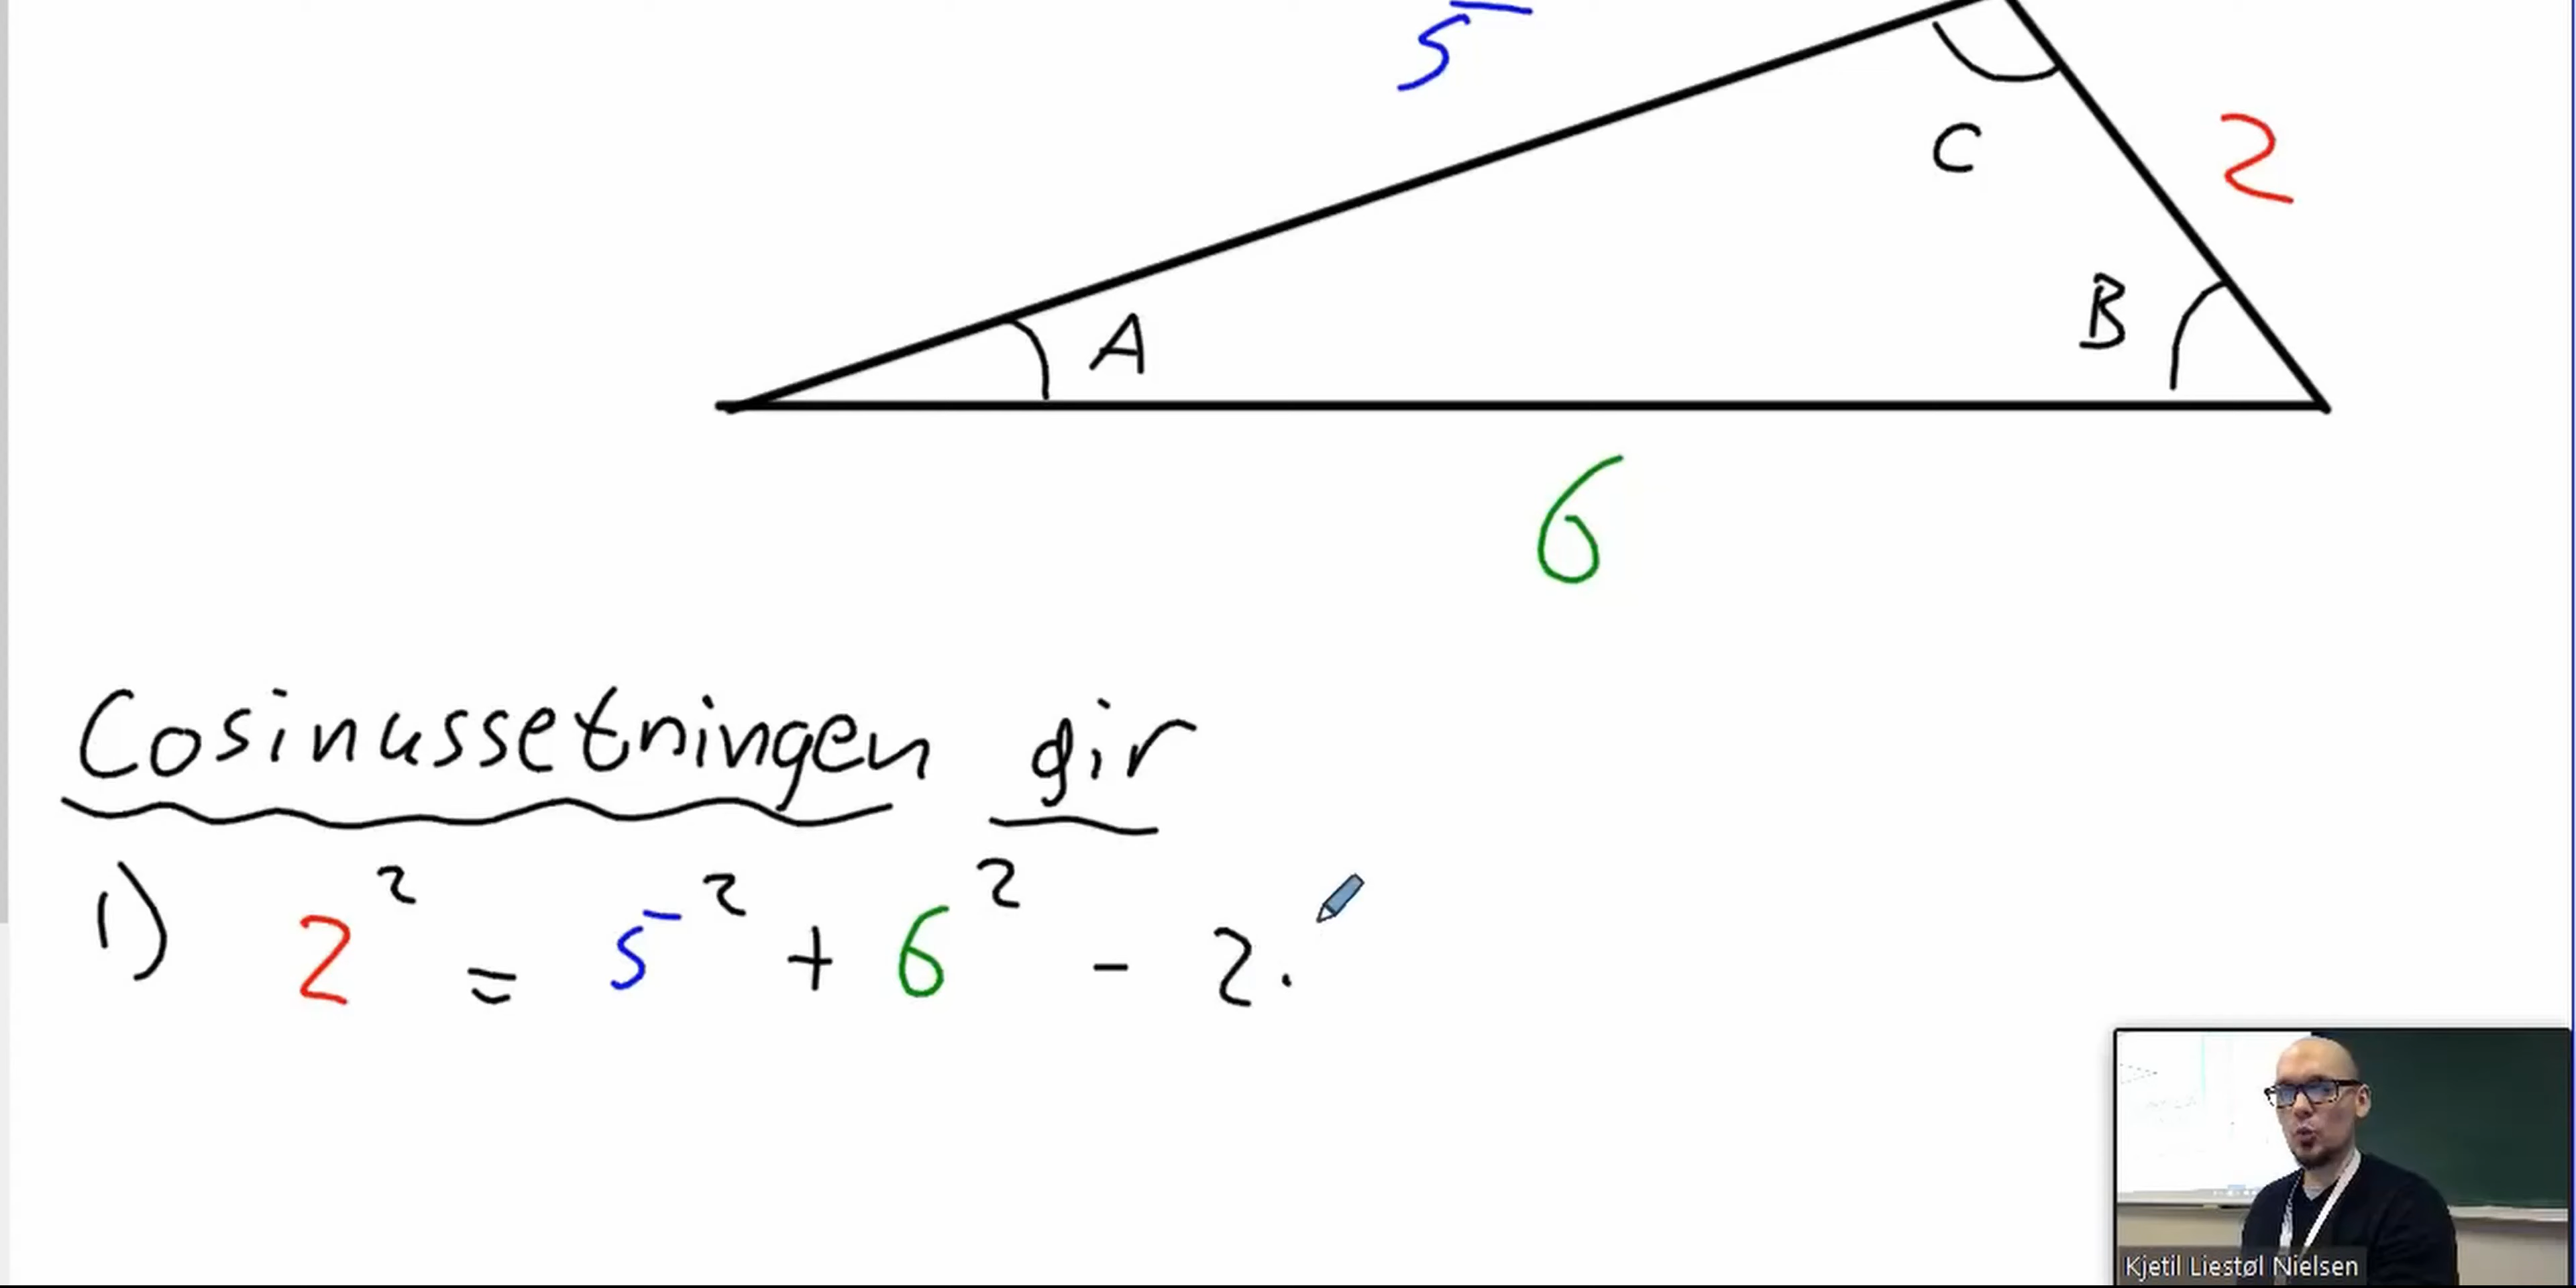 5
C
2
B
A
6
Cosinussetningen gir
1) 2² = 5² + 6² - 2·
Kjetil Liestøl Nielsen